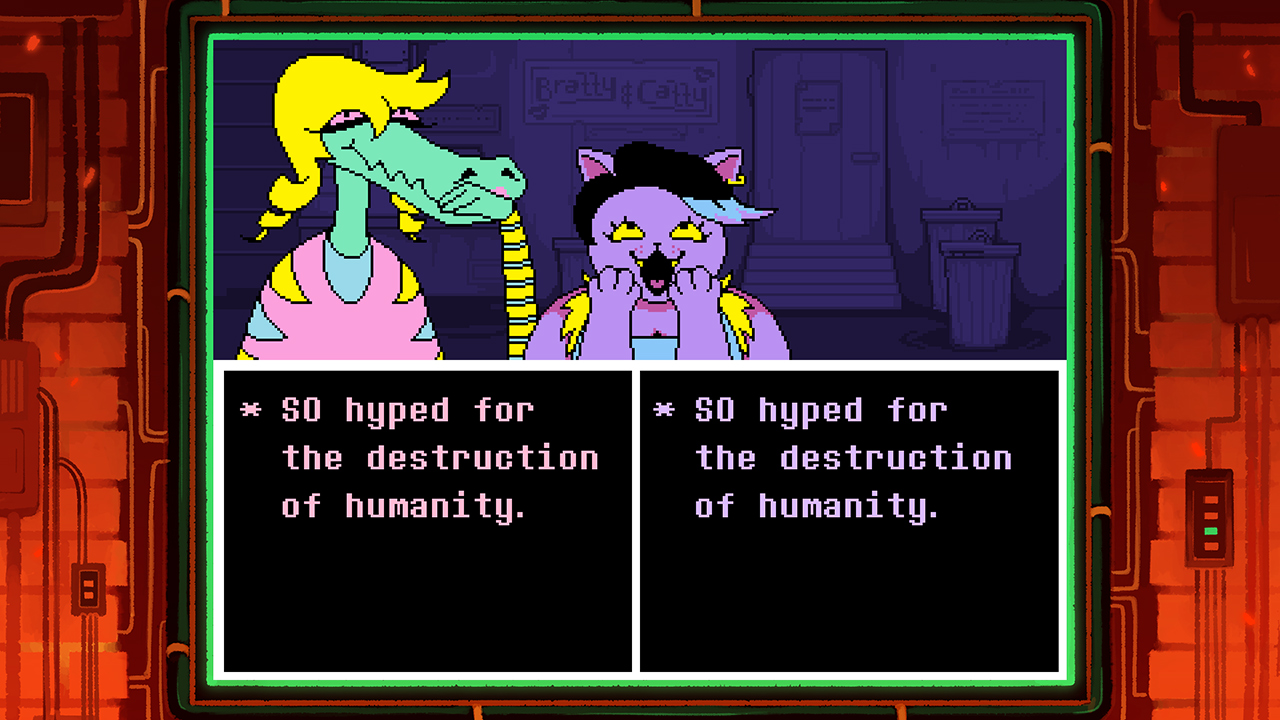 Bratty & Catty
* SO hyped for
the destruction
of humanity.
* SO hyped for
the destruction
of humanity.